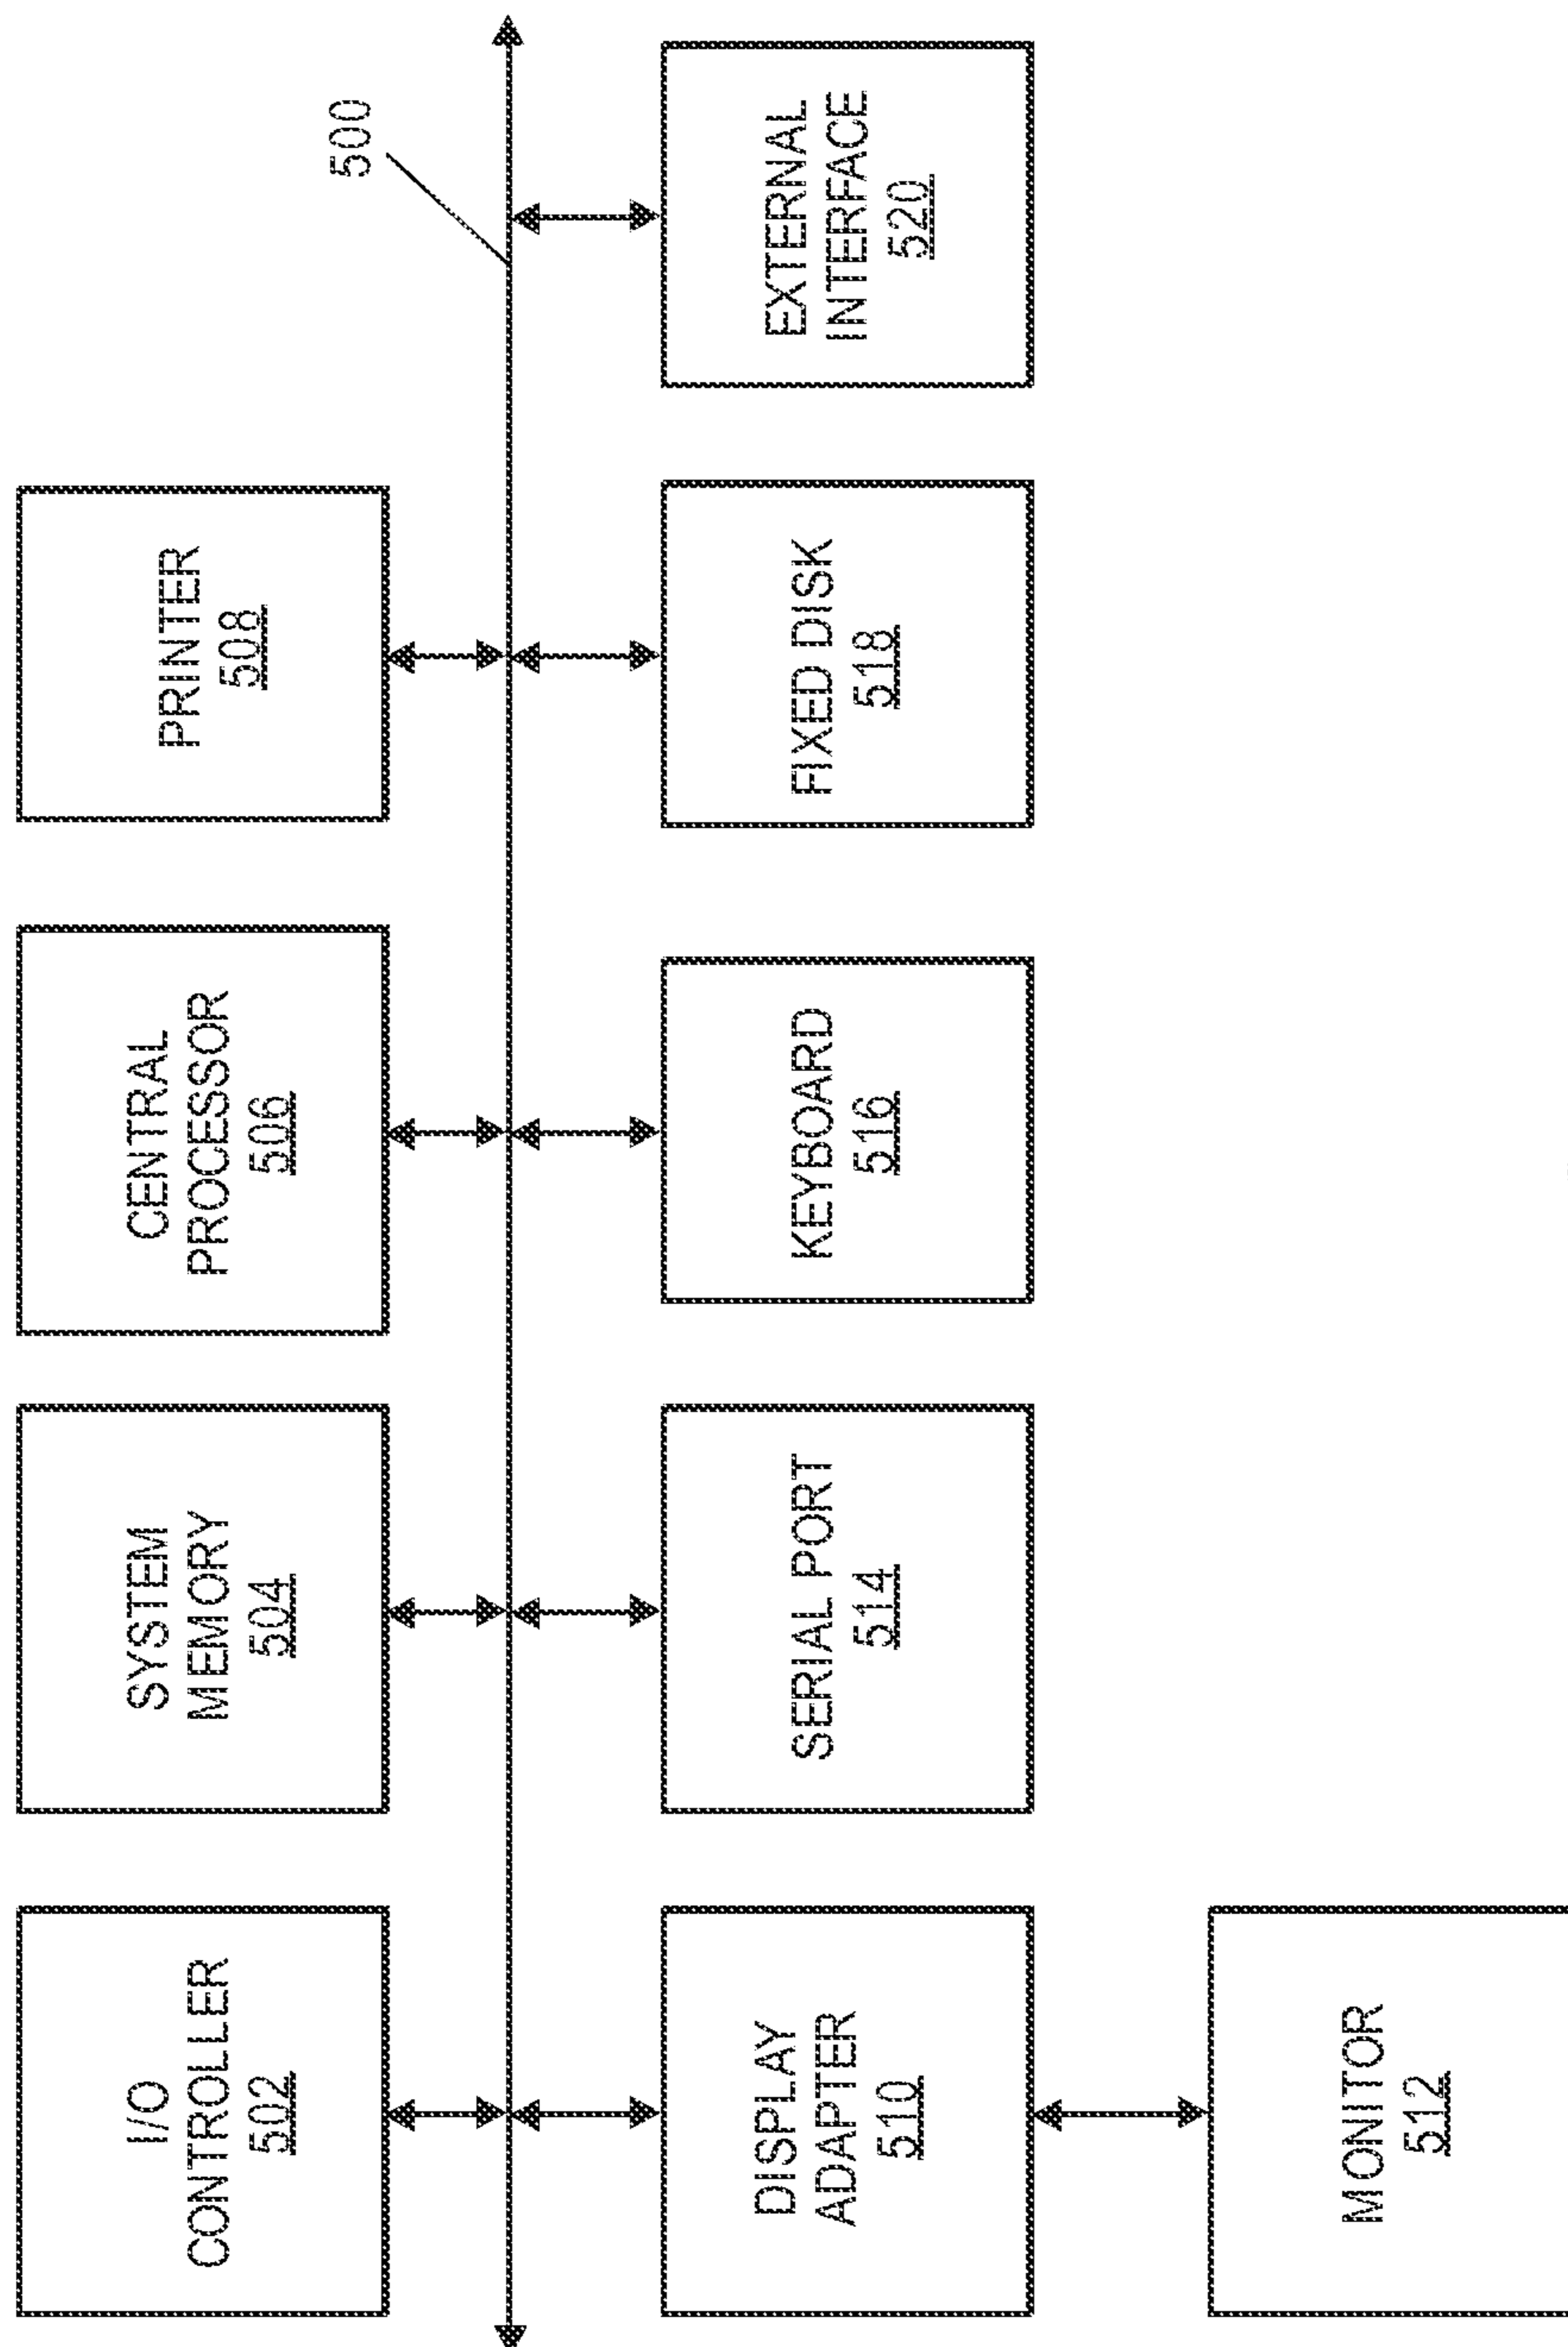 I/O
CONTROLLER
502
SYSTEM
MEMORY
504
CENTRAL
PROCESSOR
506
PRINTER
508
500
DISPLAY
ADAPTER
510
SERIAL PORT
514
KEYBOARD
516
FIXED DISK
518
EXTERNAL
INTERFACE
520
MONITOR
512